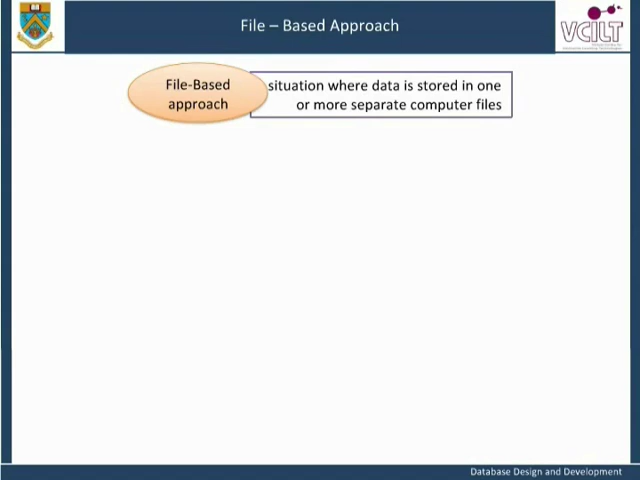 File – Based Approach
VCILT
File-Based
approach
situation where data is stored in one
or more separate computer files
Database Design and Development